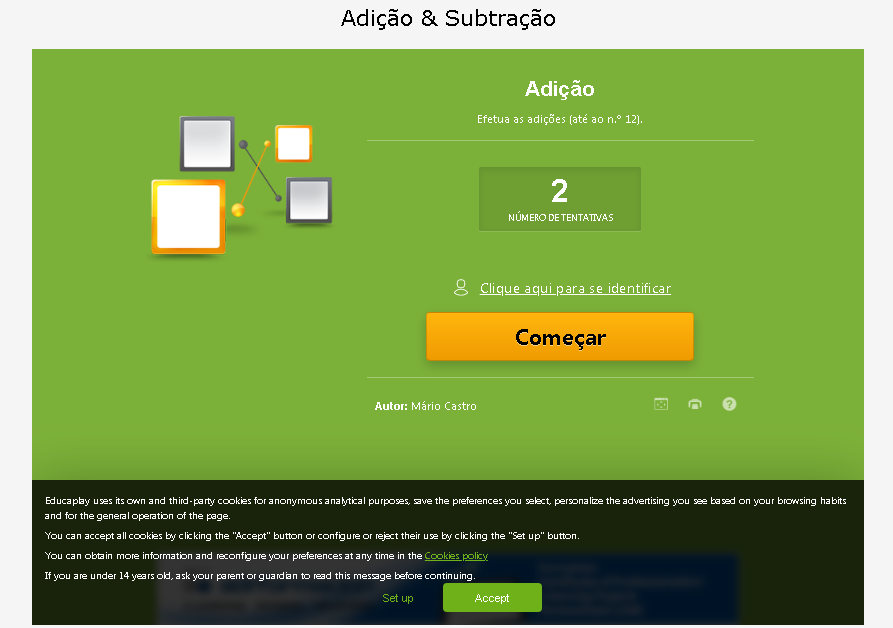 Adição & Subtração
Adição
Efetua as adições (até ao n.º 12).
2
NÚMERO DE TENTATIVAS
Clique aqui para se identificar
Começar
Autor: Mário Castro
Educaplay uses its own and third-party cookies for anonymous analytical purposes, save the preferences you select, personalize the advertising you see based on your browsing habits
and for the general operation of the page.
You can accept all cookies by clicking the "Accept" button or configure or reject their use by clicking the "Set up" button.
You can obtain more information and reconfigure your preferences at any time in the Cookies policy
If you are under 14 years old, ask your parent or guardian to read this message before continuing.
Set up Accept